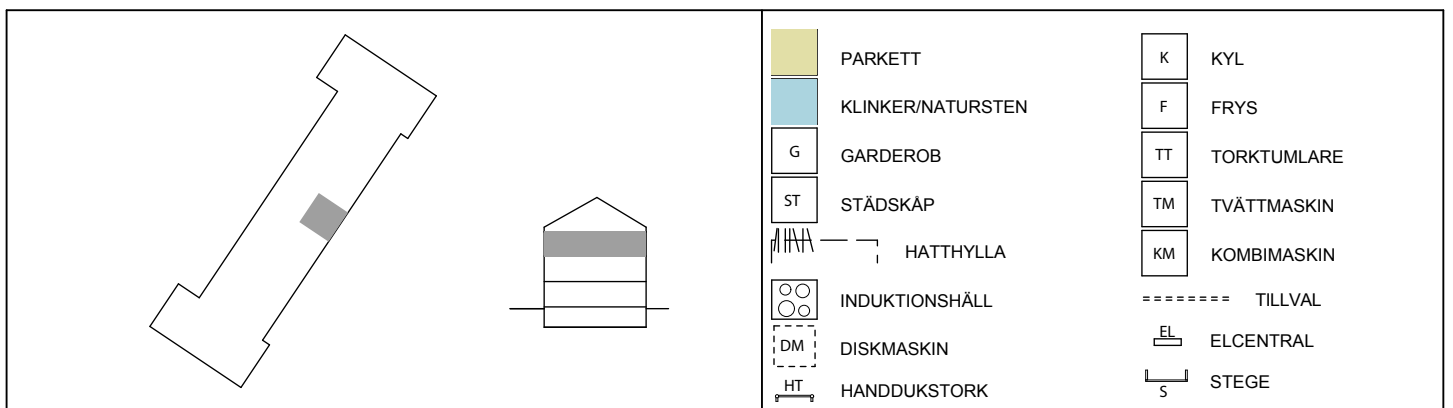 PARKETT
KLINKER/NATURSTEN
G GARDEROB
ST STÄDSKÅP
HATTHYLLA
INDUKTIONSHÄLL
DM DISKMASKIN
HT HANDDUKSTORK
K KYL
F FRYS
TT TORKTUMLARE
TM TVÄTTMASKIN
KM KOMBIMASKIN
TILLVAL
EL ELCENTRAL
S STEGE